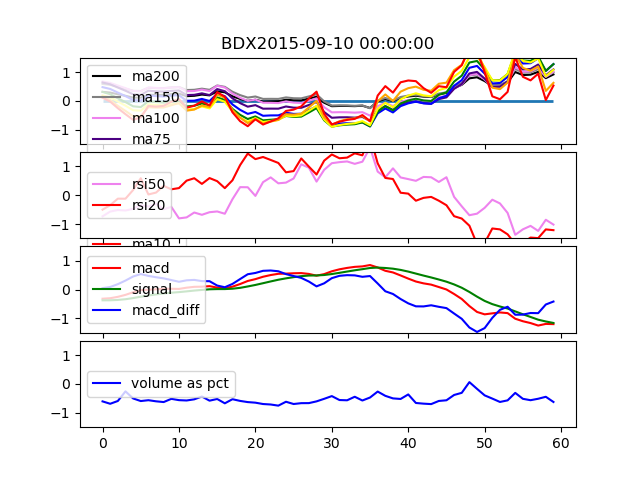 BDX2015-09-10 00:00:00
1
0
−1
ma200
ma150
ma100
ma75
1
0
−1
rsi50
rsi20
ma10
1
0
−1
macd
signal
macd_diff
1
0
−1
volume as pct
0 10 20 30 40 50 60